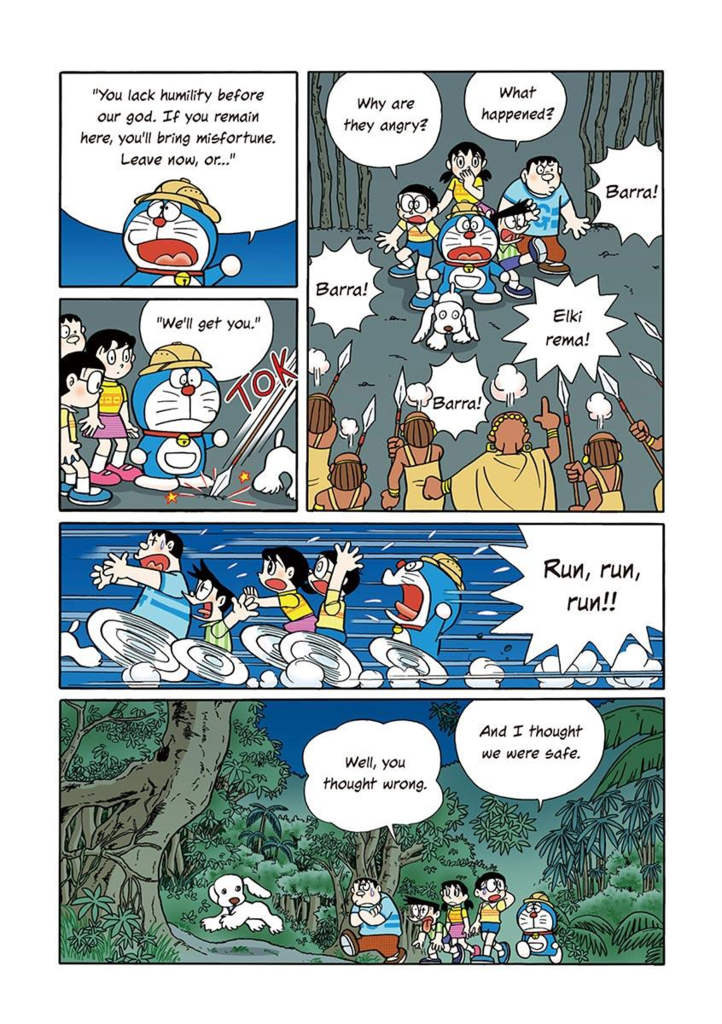 What
happened?
Why are
they angry?
Barra!
Elki
rema!
Barra!
Barra!
"You lack humility before
our god. If you remain
here, you'll bring misfortune.
Leave now, or..."
"We'll get you."
TOK
Run, run,
run!!
And I thought
we were safe.
Well, you
thought wrong.